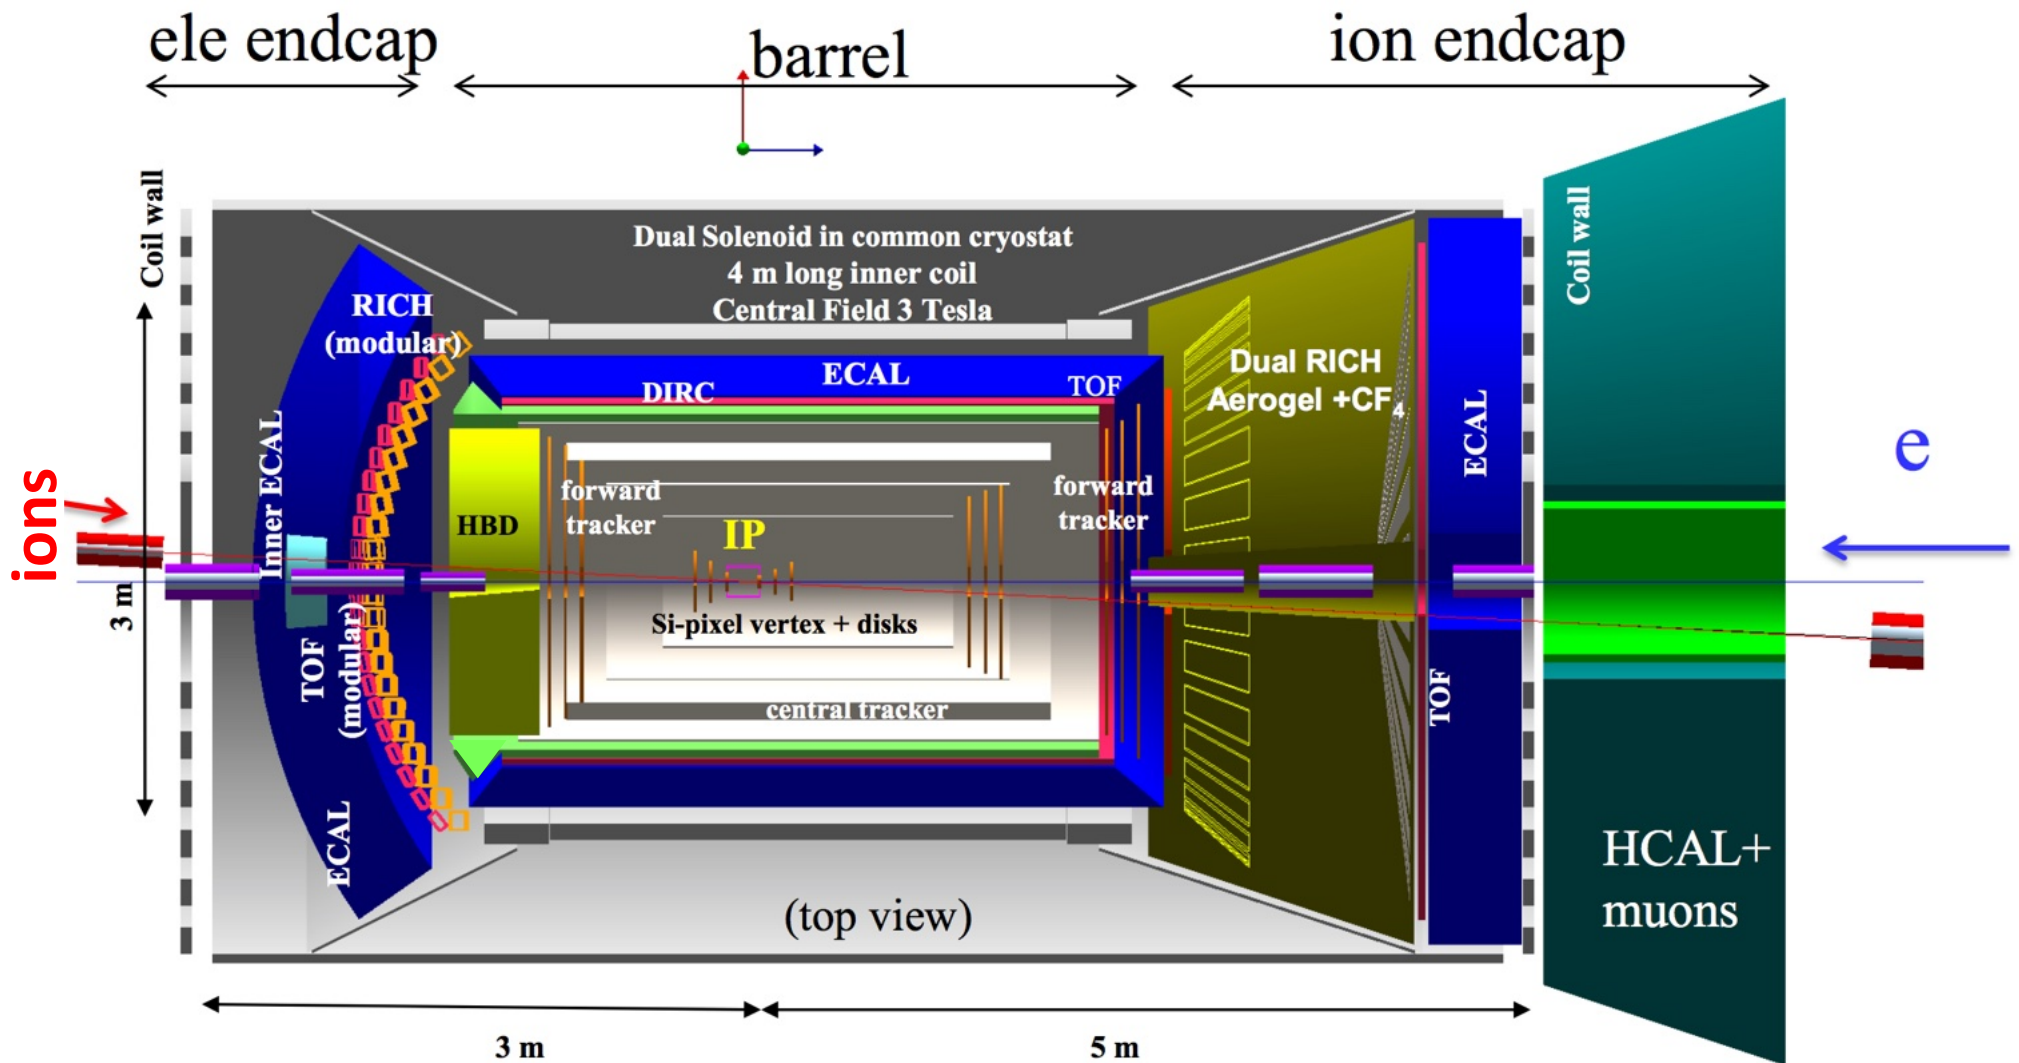 ele endcap
barrel
ion endcap
Coil wall
Dual Solenoid in common cryostat
4 m long inner coil
Central Field 3 Tesla
Coil wall
RICH
(modular)
ECAL
DIRC
TOF
Dual RICH
Aerogel +CF4
ECAL
e
Inner ECAL
ions
HBD
forward
tracker
IP
forward
tracker
3 m
Si-pixel vertex + disks
TOF
(modular)
central tracker
TOF
ECAL
HCAL+
muons
(top view)
3 m
5 m